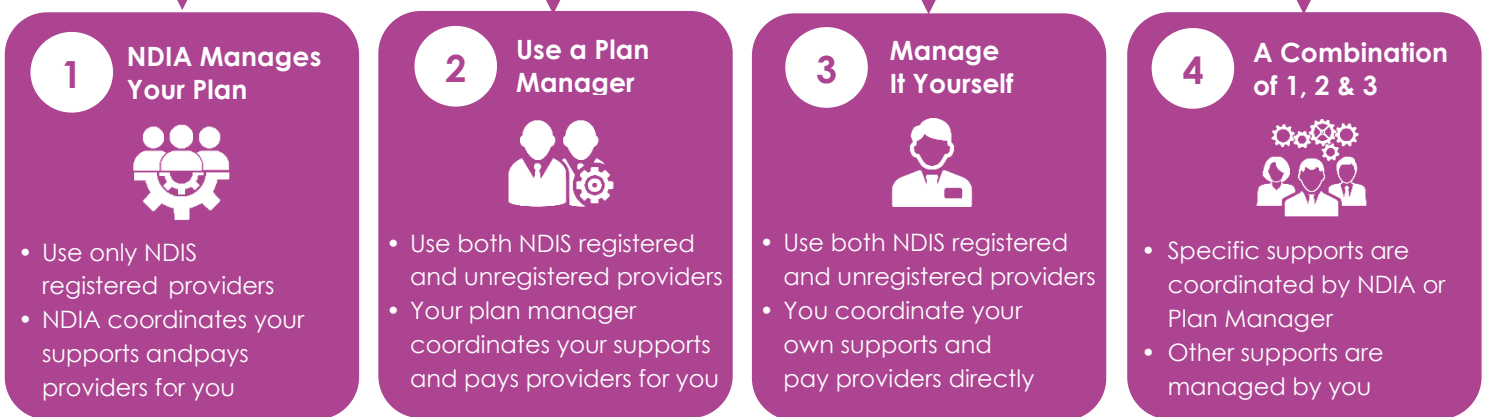 1
NDIA Manages
Your Plan
• Use only NDIS
registered providers
• NDIA coordinates your
supports andpays
providers for you
2
Use a Plan
Manager
• Use both NDIS registered
and unregistered providers
• Your plan manager
coordinates your supports
and pays providers for you
3
Manage
It Yourself
• Use both NDIS registered
and unregistered providers
• You coordinate your
own supports and
pay providers directly
4
A Combination
of 1, 2 & 3
• Specific supports are
coordinated by NDIA or
Plan Manager
• Other supports are
managed by you